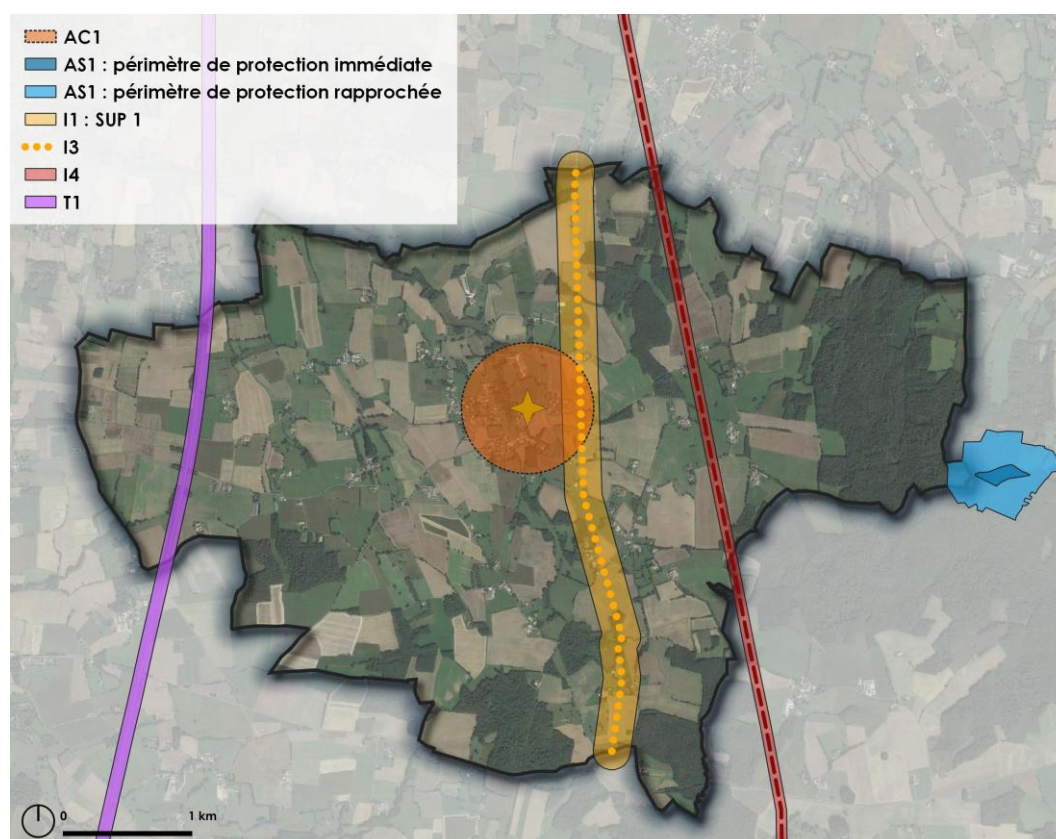 AC1
AS1 : périmètre de protection immédiate
AS1 : périmètre de protection rapprochée
I1 : SUP 1
I3
I4
T1
0 1 km